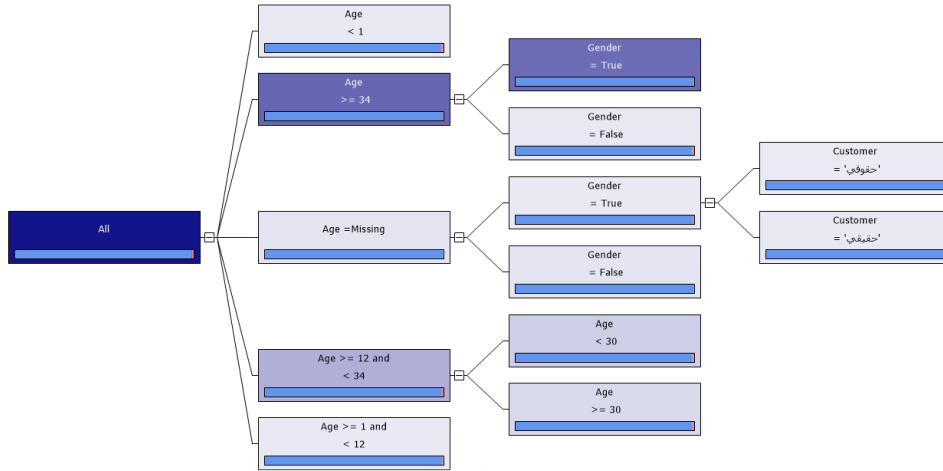 All
Age
< 1
Age
>= 34
Age =Missing
Age >= 12 and
< 34
Age >= 1 and
< 12
Gender
= True
Gender
= False
Gender
= True
Gender
= False
Age
< 30
Age
>= 30
Customer
= 'حقوقي'
Customer
= 'حقيقي'